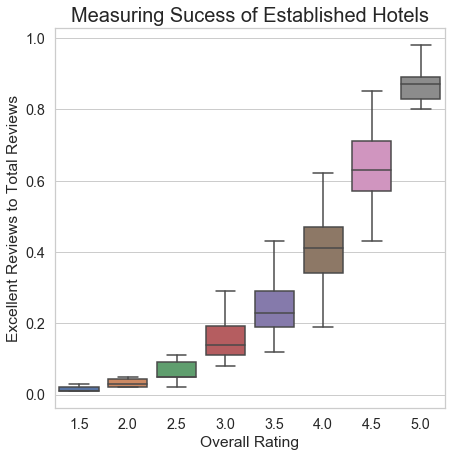 Measuring Sucess of Established Hotels
Excellent Reviews to Total Reviews
1.0
0.8
0.6
0.4
0.2
0.0
1.5 2.0 2.5 3.0 3.5 4.0 4.5 5.0
Overall Rating